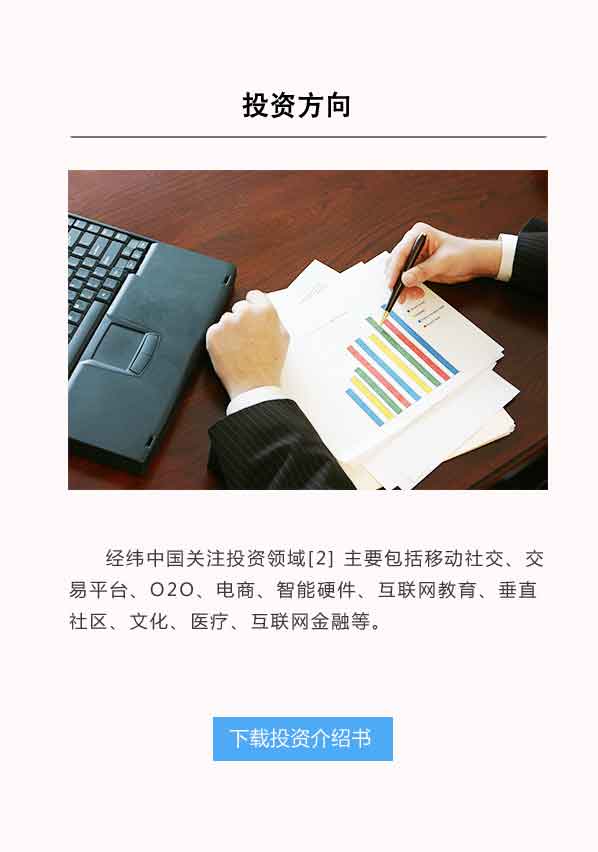 投资方向
经纬中国关注投资领域[2] 主要包括移动社交、交
易平台、O2O、电商、智能硬件、互联网教育、垂直
社区、文化、医疗、互联网金融等。
下载投资介绍书